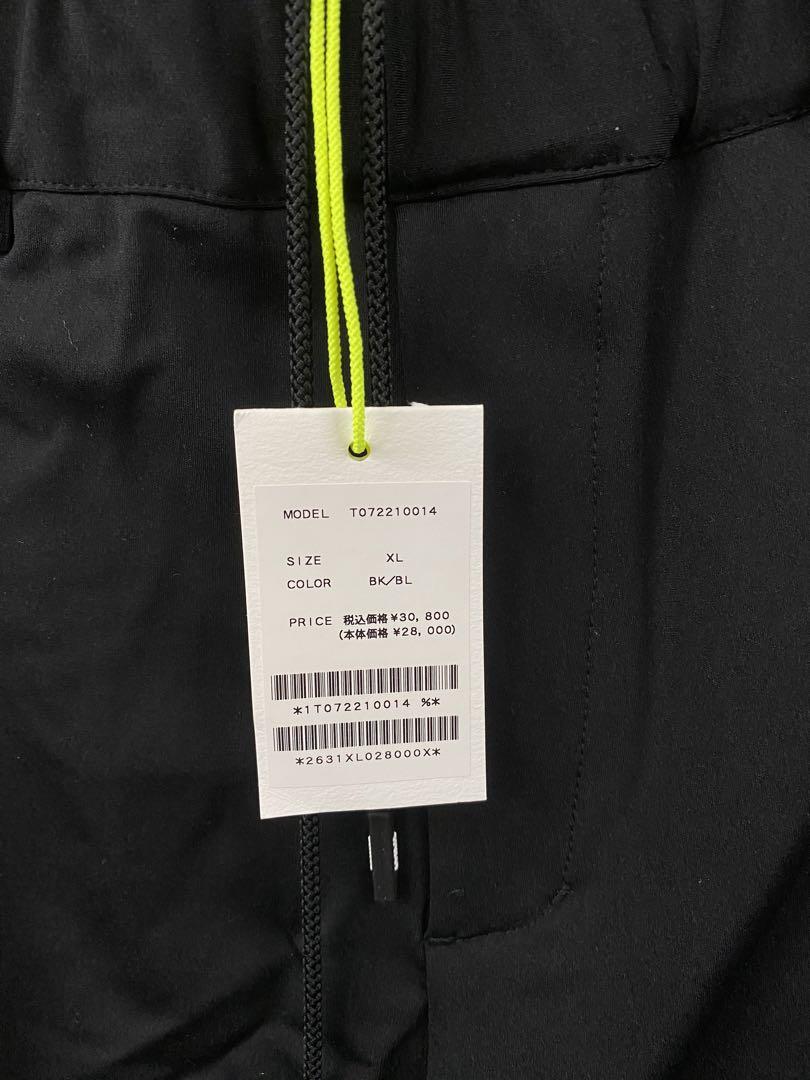 MODEL T072210014
SIZE XL
COLOR BK/BL
PRICE 税込価格¥30,800
(本体価格 ¥28,000)
*1T072210014 %*
*2631XL028000X*